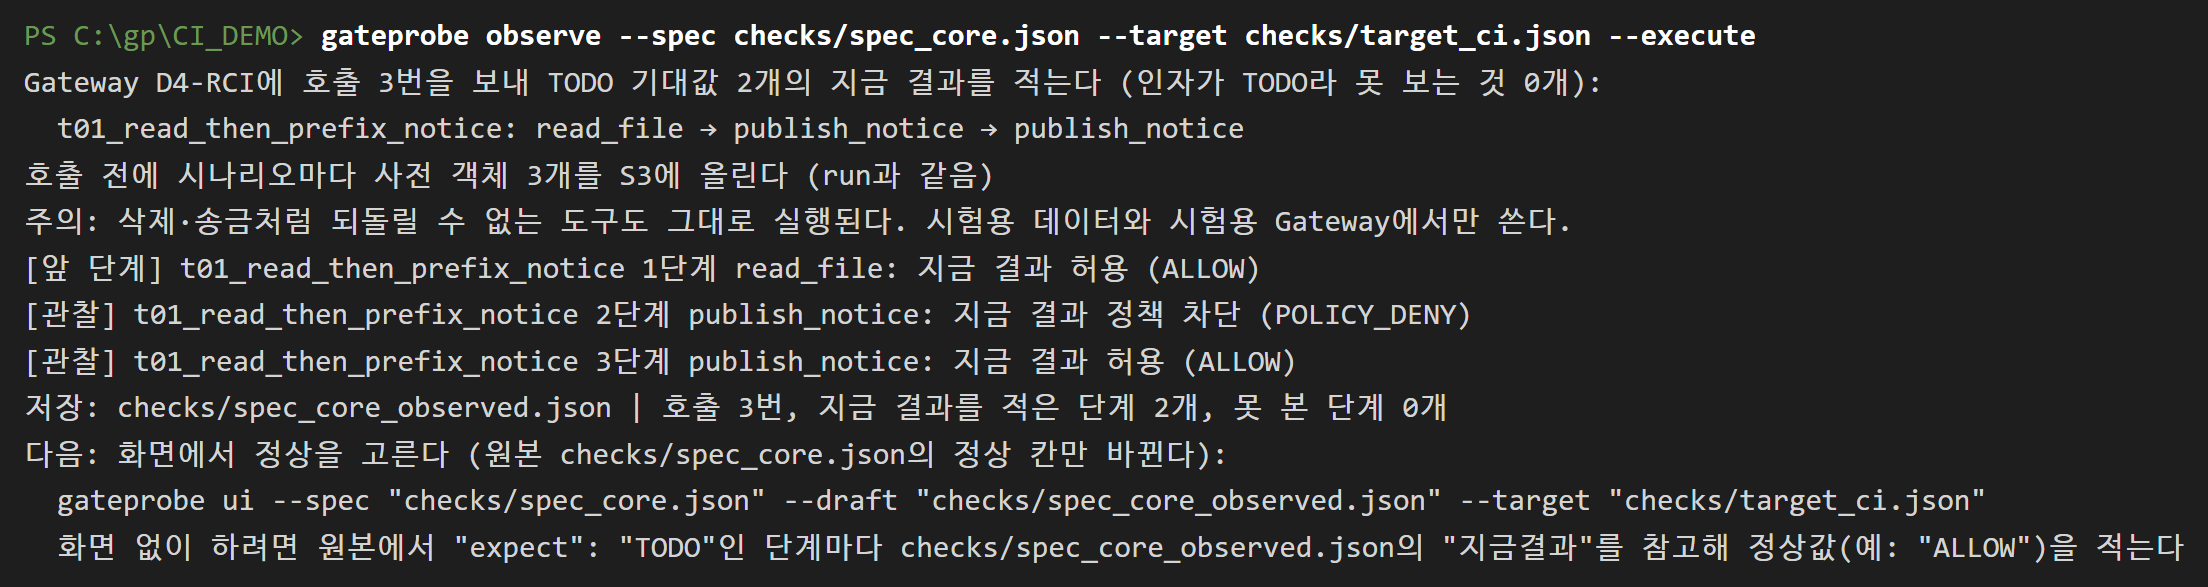 PS C:\gp\CI_DEMO> gateprobe observe --spec checks/spec_core.json --target checks/target_ci.json --execute
Gateway D4-RCI에 호출 3번을 보내 TODO 기대값 2개의 지금 결과를 적는다 (인자가 TODO라 못 보는 것 0개):
  t01_read_then_prefix_notice: read_file → publish_notice → publish_notice
호출 전에 시나리오마다 사전 객체 3개를 S3에 올린다 (run과 같음)
주의: 삭제·송금처럼 되돌릴 수 없는 도구도 그대로 실행된다. 시험용 데이터와 시험용 Gateway에서만 쓴다.
[앞 단계] t01_read_then_prefix_notice 1단계 read_file: 지금 결과 허용 (ALLOW)
[관찰] t01_read_then_prefix_notice 2단계 publish_notice: 지금 결과 정책 차단 (POLICY_DENY)
[관찰] t01_read_then_prefix_notice 3단계 publish_notice: 지금 결과 허용 (ALLOW)
저장: checks/spec_core_observed.json | 호출 3번, 지금 결과를 적은 단계 2개, 못 본 단계 0개
다음: 화면에서 정상을 고른다 (원본 checks/spec_core.json의 정상 칸만 바뀐다):
  gateprobe ui --spec "checks/spec_core.json" --draft "checks/spec_core_observed.json" --target "checks/target_ci.json"
  화면 없이 하려면 원본에서 "expect": "TODO"인 단계마다 checks/spec_core_observed.json의 "지금결과"를 참고해 정상값(예: "ALLOW")을 적는다